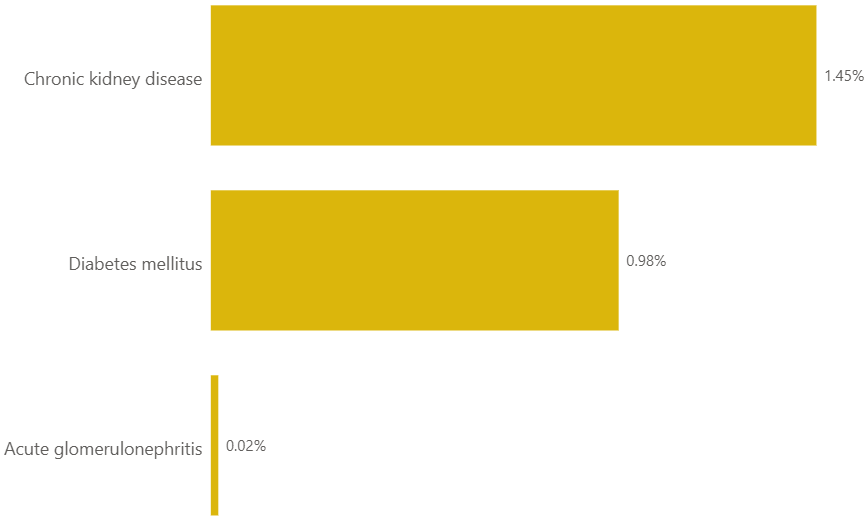 Chronic kidney disease 1.45%
Diabetes mellitus 0.98%
Acute glomerulonephritis 0.02%